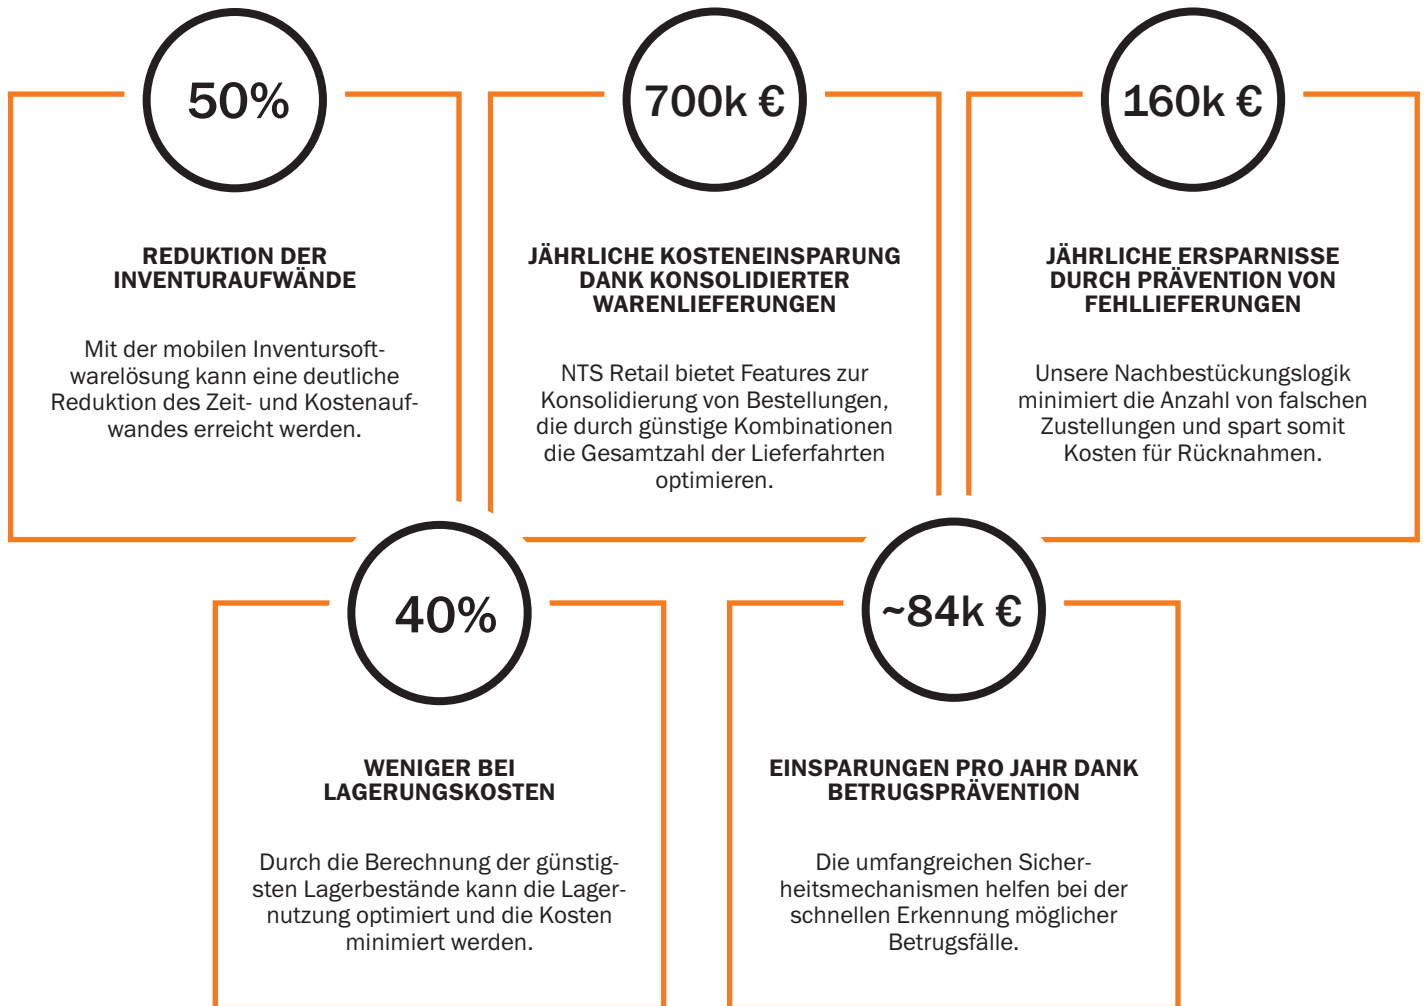 50%
REDUKTION DER
INVENTURAUFWÄNDE
Mit der mobilen Inventursoft-
warelösung kann eine deutliche
Reduktion des Zeit- und Kostenauf-
wandes erreicht werden.
700k €
JÄHRLICHE KOSTENEINSPARUNG
DANK KONSOLIDIERTER
WARENLIEFERUNGEN
NTS Retail bietet Features zur
Konsolidierung von Bestellungen,
die durch günstige Kombinationen
die Gesamtzahl der Lieferfahrten
optimieren.
160k €
JÄHRLICHE ERSPARNISSE
DURCH PRÄVENTION VON
FEHLLIEFERUNGEN
Unsere Nachbestückungslogik
minimiert die Anzahl von falschen
Zustellungen und spart somit
Kosten für Rücknahmen.
40%
WENIGER BEI
LAGERUNGSKOSTEN
Durch die Berechnung der günstig-
sten Lagerbestände kann die Lager-
nutzung optimiert und die Kosten
minimiert werden.
~84k €
EINSPARUNGEN PRO JAHR DANK
BETRUGSPRÄVENTION
Die umfangreichen Sicher-
heitsmechanismen helfen bei der
schnellen Erkennung möglicher
Betrugsfälle.